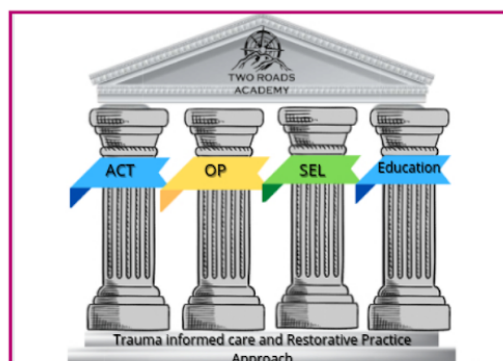 TWO ROADS
ACADEMY
ACT OP SEL Education
Trauma informed care and Restorative Practice
Approach